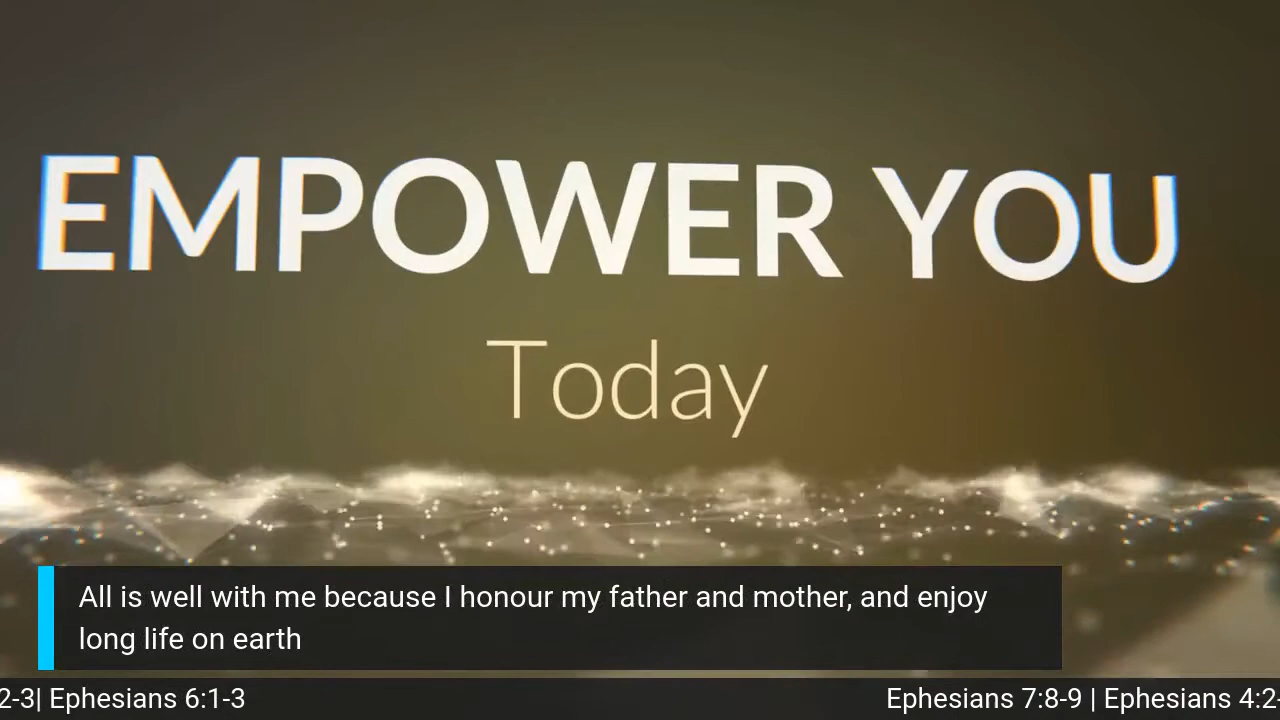 EMPOWER YOU
Today
All is well with me because I honour my father and mother, and enjoy
long life on earth
2-3| Ephesians 6:1-3 Ephesians 7:8-9 | Ephesians 4:2-